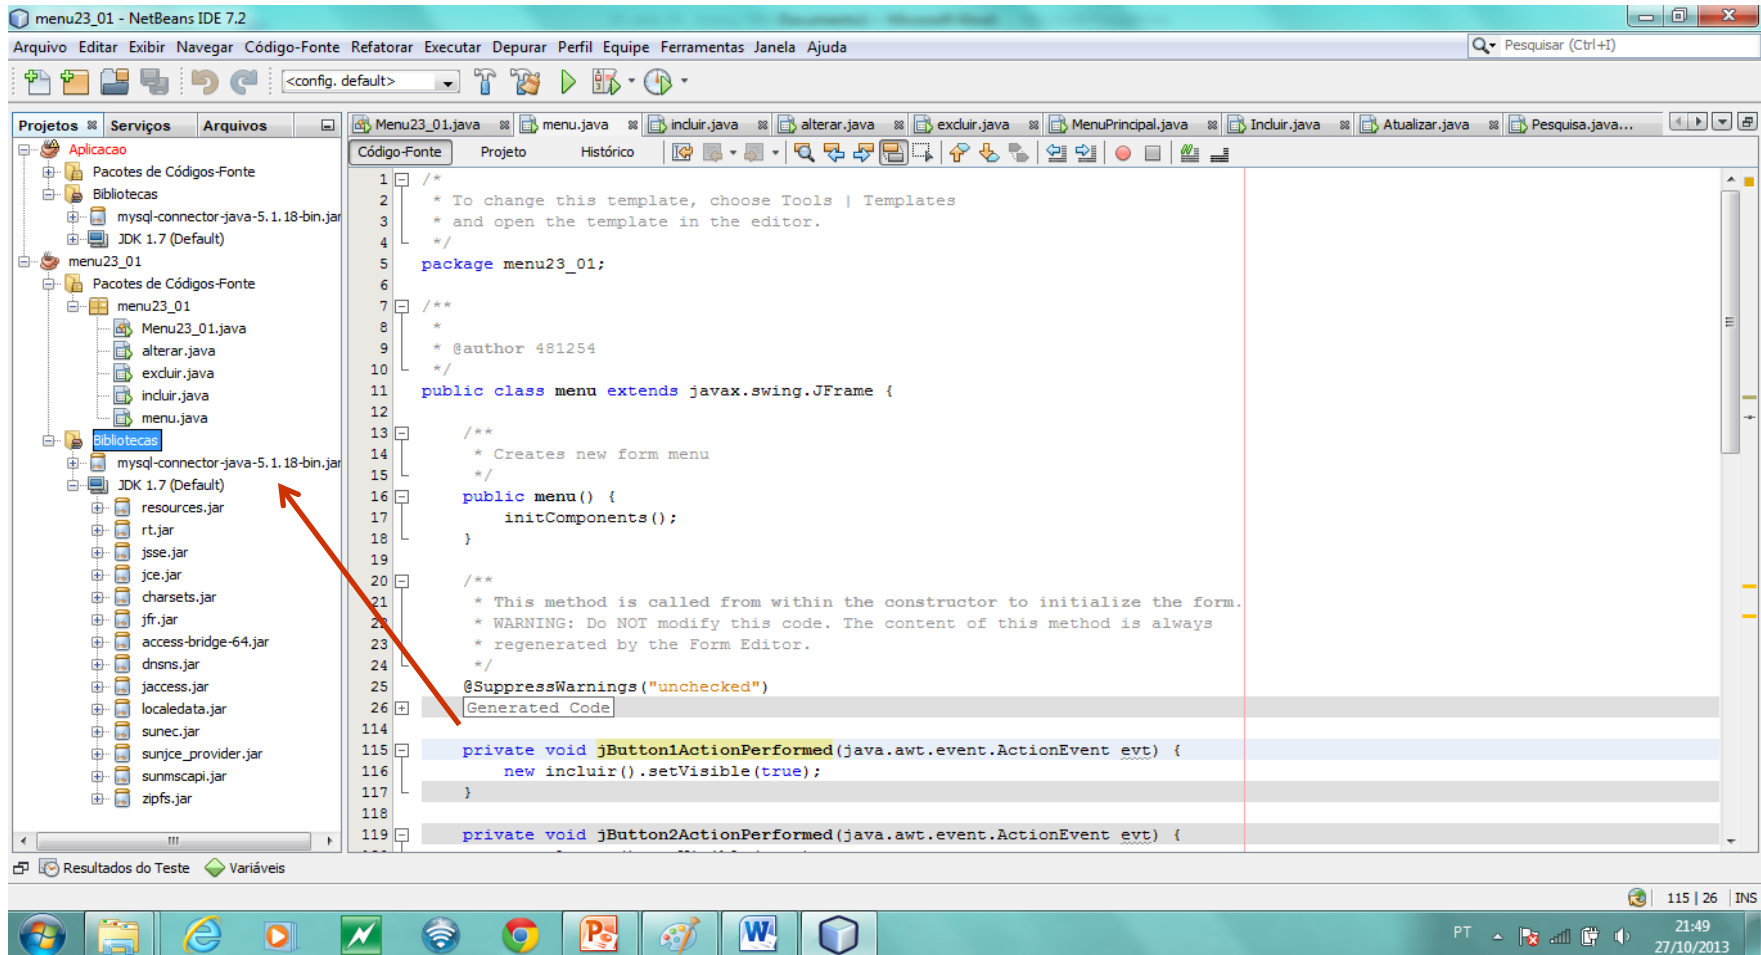 menu23_01 - NetBeans IDE 7.2
Arquivo Editar Exibir Navegar Código-Fonte Refatorar Executar Depurar Perfil Equipe Ferramentas Janela Ajuda
Pesquisar (Ctrl+I)
<config. default>
Projetos Serviços Arquivos
Menu23_01.java menu.java incluir.java alterar.java excluir.java MenuPrincipal.java Incluir.java Atualizar.java Pesquisa.java...
Código-Fonte Projeto Histórico
Aplicacao
Pacotes de Códigos-Fonte
Bibliotecas
mysql-connector-java-5.1.18-bin.jar
JDK 1.7 (Default)
menu23_01
Pacotes de Códigos-Fonte
menu23_01
Menu23_01.java
alterar.java
excluir.java
incluir.java
menu.java
Bibliotecas
mysql-connector-java-5.1.18-bin.jar
JDK 1.7 (Default)
resources.jar
rt.jar
jsse.jar
jce.jar
charsets.jar
jfr.jar
access-bridge-64.jar
dnsns.jar
jaccess.jar
localedata.jar
sunec.jar
sunjce_provider.jar
sunmscapi.jar
zipfs.jar
1 /*
2 * To change this template, choose Tools | Templates
3 * and open the template in the editor.
4 */
5 package menu23_01;
6
7 /**
8 *
9 * @author 481254
10 */
11 public class menu extends javax.swing.JFrame {
12
13 /**
14 * Creates new form menu
15 */
16 public menu() {
17 initComponents();
18 }
19
20 /**
21 * This method is called from within the constructor to initialize the form.
22 * WARNING: Do NOT modify this code. The content of this method is always
23 * regenerated by the Form Editor.
24 */
25 @SuppressWarnings("unchecked")
26 Generated Code
114
115 private void jButton1ActionPerformed(java.awt.event.ActionEvent evt) {
116 new incluir().setVisible(true);
117 }
118
119 private void jButton2ActionPerformed(java.awt.event.ActionEvent evt) {
Resultados do Teste Variáveis
115 | 26 INS
PT
21:49
27/10/2013